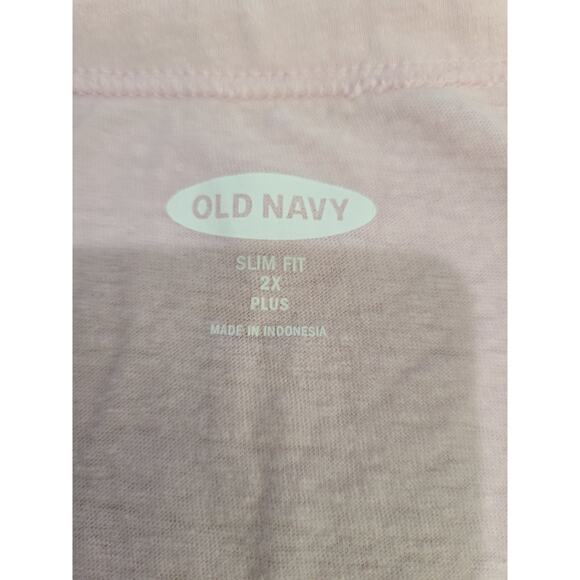 OLD NAVY
SLIM FIT
2X
PLUS
MADE IN INDONESIA